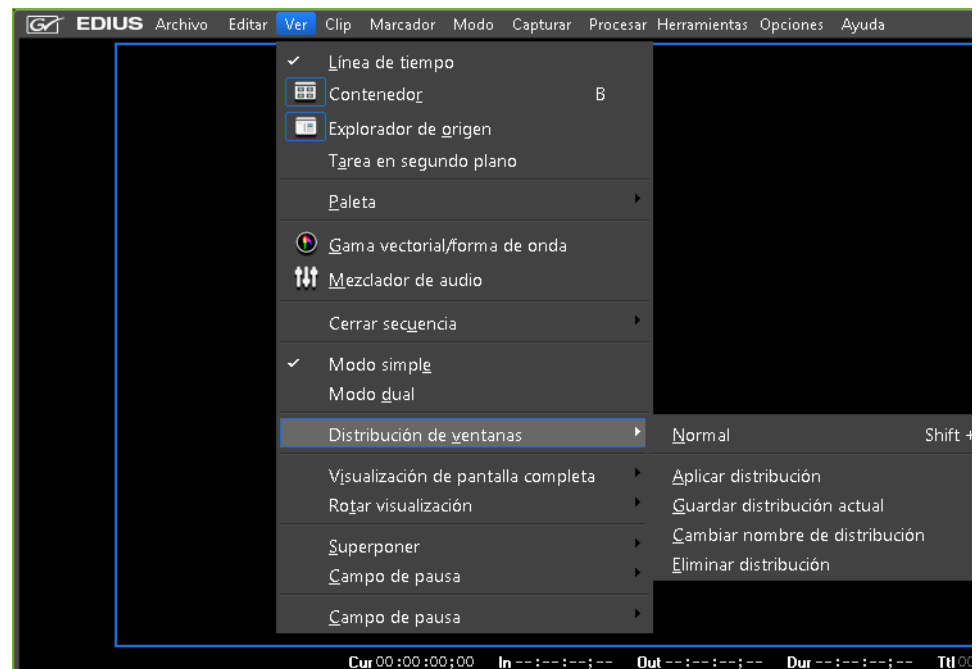 GV EDIUS Archivo Editar Ver Clip Marcador Modo Capturar Procesar Herramientas Opciones Ayuda
Línea de tiempo
Contenedor B
Explorador de origen
Tarea en segundo plano
Paleta
Gama vectorial/forma de onda
Mezclador de audio
Cerrar secuencia
Modo simple
Modo dual
Distribución de ventanas
Visualización de pantalla completa
Rotar visualización
Superponer
Campo de pausa
Campo de pausa
Normal Shift +
Aplicar distribución
Guardar distribución actual
Cambiar nombre de distribución
Eliminar distribución
Cur 00:00:00;00 In --:--:--;-- Out --:--:--;-- Dur --:--:--;-- Ttl 00